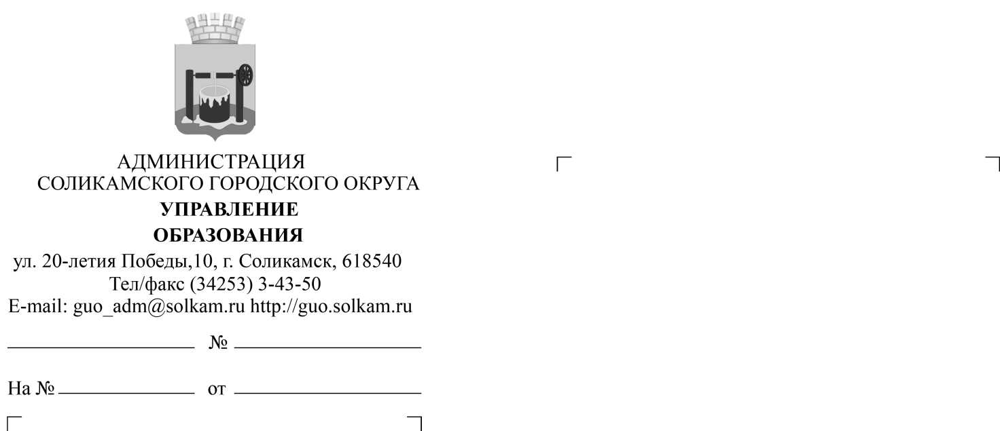 АДМИНИСТРАЦИЯ
СОЛИКАМСКОГО ГОРОДСКОГО ОКРУГА
УПРАВЛЕНИЕ
ОБРАЗОВАНИЯ
ул. 20-летия Победы,10, г. Соликамск, 618540
Тел/факс (34253) 3-43-50
E-mail: guo_adm@solkam.ru http://guo.solkam.ru
№
На № от